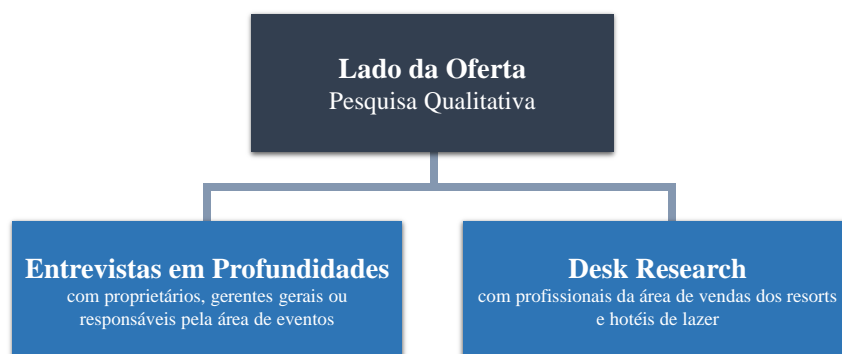 Lado da Oferta
Pesquisa Qualitativa
Entrevistas em Profundidades
com proprietários, gerentes gerais ou
responsáveis pela área de eventos
Desk Research
com profissionais da área de vendas dos resorts
e hotéis de lazer